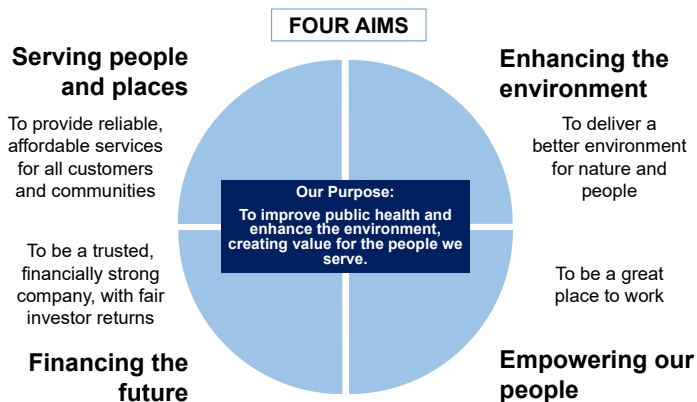 FOUR AIMS
Serving people
and places
To provide reliable,
affordable services
for all customers
and communities
Enhancing the
environment
To deliver a
better environment
for nature and
people
Our Purpose:
To improve public health and
enhance the environment,
creating value for the people we
serve.
To be a trusted,
financially strong
company, with fair
investor returns
Financing the
future
To be a great
place to work
Empowering our
people